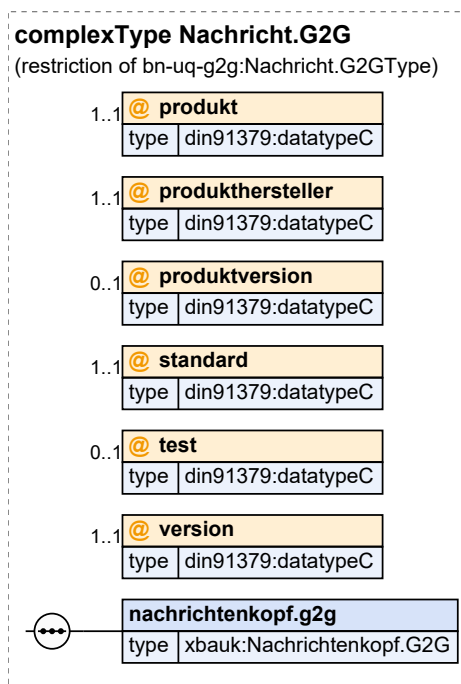 complexType Nachricht.G2G
(restriction of bn-uq-g2g:Nachricht.G2GType)
1..1 @ produkt
type din91379:datatypeC
1..1 @ produkthersteller
type din91379:datatypeC
0..1 @ produktversion
type din91379:datatypeC
1..1 @ standard
type din91379:datatypeC
0..1 @ test
type din91379:datatypeC
1..1 @ version
type din91379:datatypeC
nachrichtenkopf.g2g
type xbauk:Nachrichtenkopf.G2G